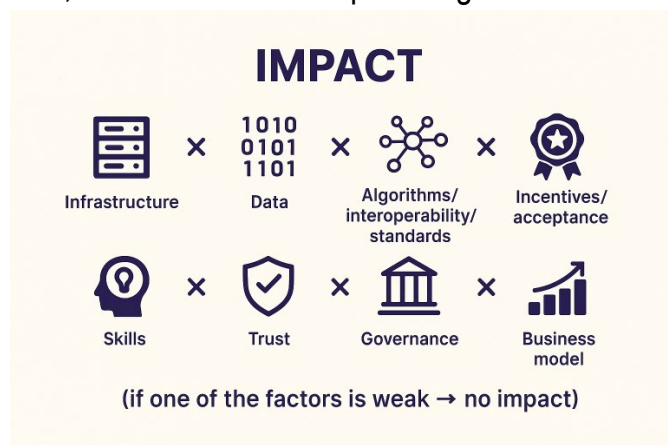 IMPACT
× × ×
1010
0101
1101
Infrastructure
Data
Algorithms/
interoperability/
standards
Incentives/
acceptance
× × ×
Skills
Trust
Governance
Business
model
(if one of the factors is weak → no impact)